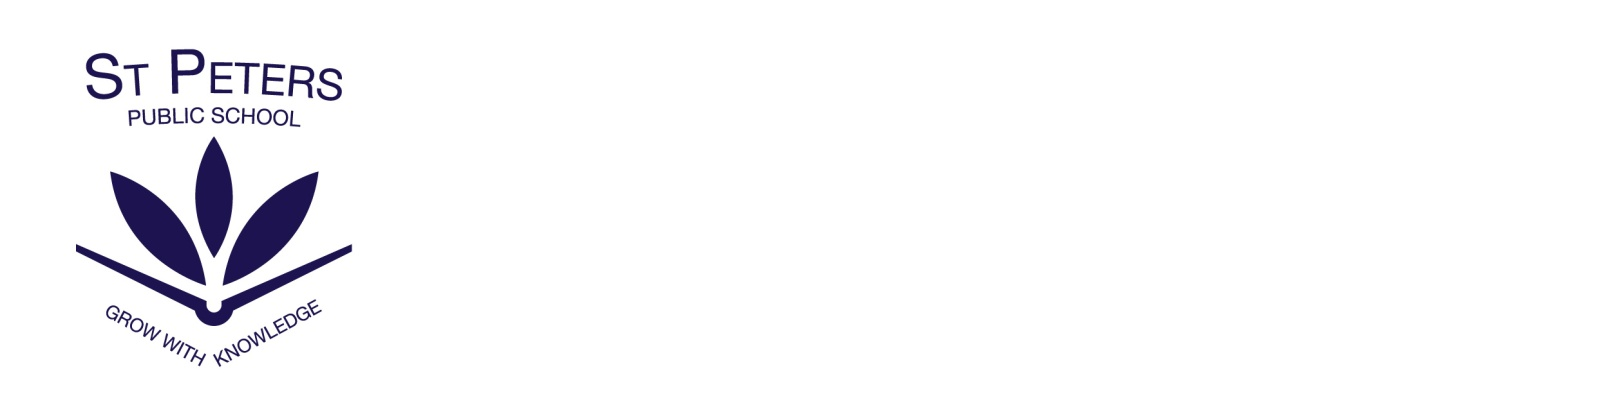 St Peters
PUBLIC SCHOOL
GROW WITH KNOWLEDGE